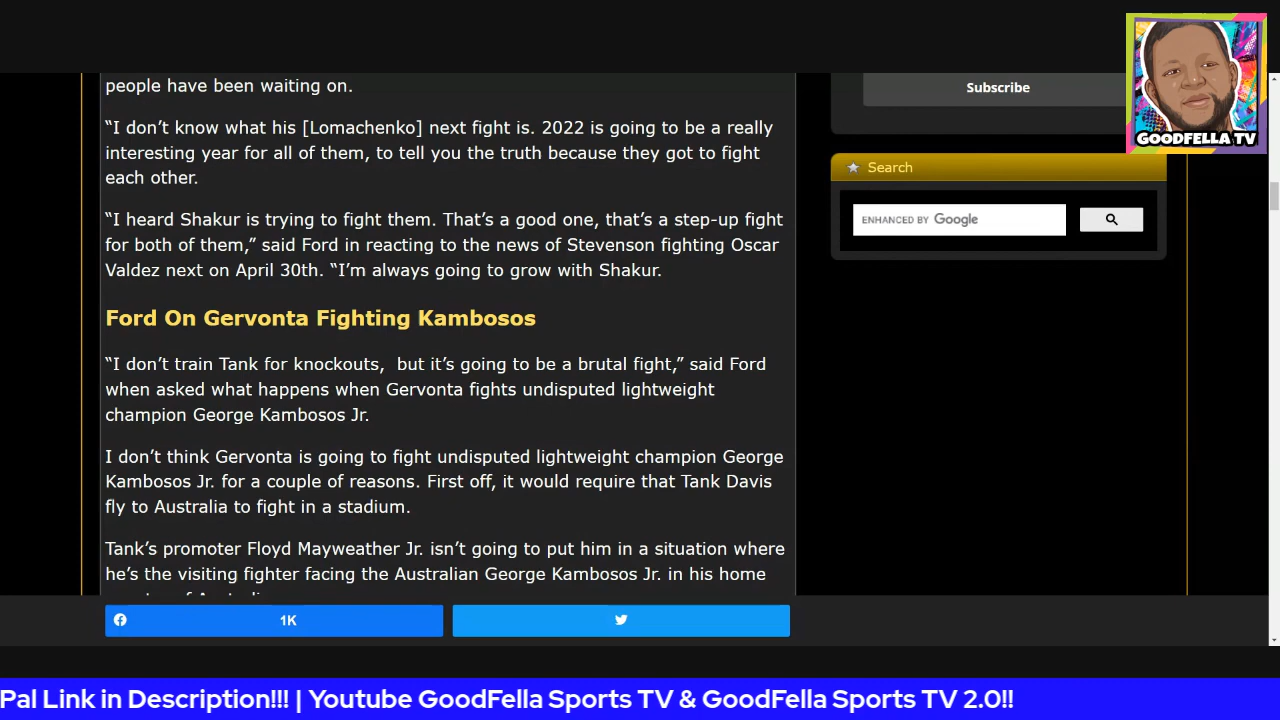 people have been waiting on.
“I don’t know what his [Lomachenko] next fight is. 2022 is going to be a really
interesting year for all of them, to tell you the truth because they got to fight
each other.
“I heard Shakur is trying to fight them. That’s a good one, that’s a step-up fight
for both of them,” said Ford in reacting to the news of Stevenson fighting Oscar
Valdez next on April 30th. “I’m always going to grow with Shakur.
Ford On Gervonta Fighting Kambosos
“I don’t train Tank for knockouts,  but it’s going to be a brutal fight,” said Ford
when asked what happens when Gervonta fights undisputed lightweight
champion George Kambosos Jr.
I don’t think Gervonta is going to fight undisputed lightweight champion George
Kambosos Jr. for a couple of reasons. First off, it would require that Tank Davis
fly to Australia to fight in a stadium.
Tank’s promoter Floyd Mayweather Jr. isn’t going to put him in a situation where
he’s the visiting fighter facing the Australian George Kambosos Jr. in his home
1K
Subscribe
GOODFELLA TV
Search
ENHANCED BY Google
Pal Link in Description!!! | Youtube GoodFella Sports TV & GoodFella Sports TV 2.0!!